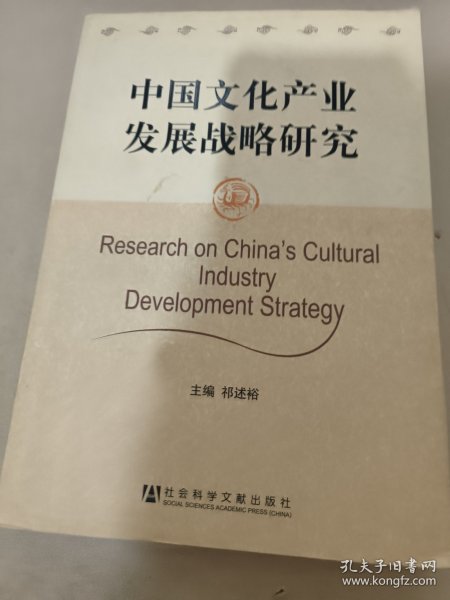 中国文化产业
发展战略研究
Research on China's Cultural
Industry
Development Strategy
主编 祁述裕
社会科学文献出版社
SOCIAL SCIENCES ACADEMIC PRESS (CHINA)
孔夫子旧书网
www.kongfz.com